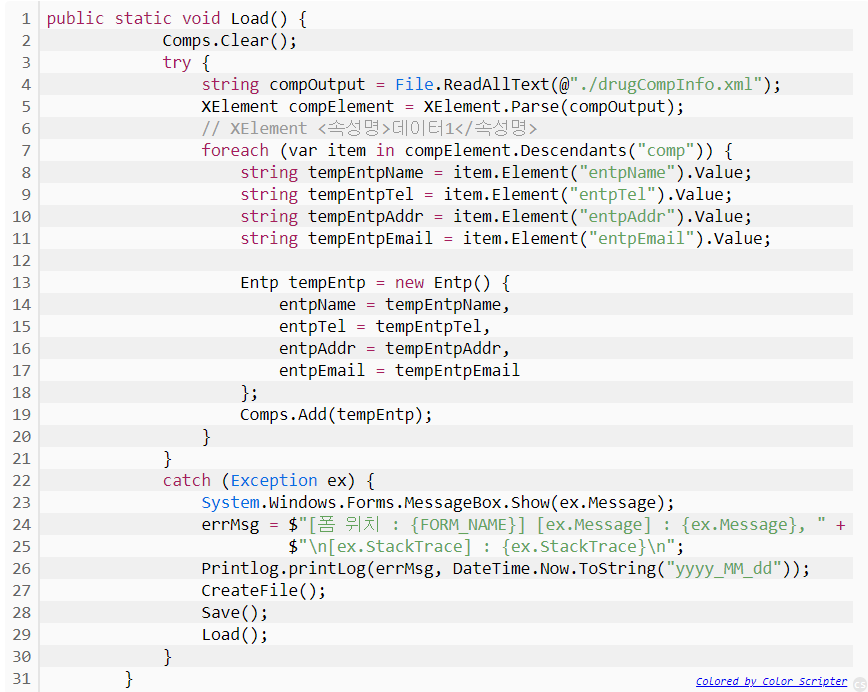 1 public static void Load() {
2 Comps.Clear();
3 try {
4 string compOutput = File.ReadAllText(@"./drugCompInfo.xml");
5 XElement compElement = XElement.Parse(compOutput);
6 // XElement <속성명>데이터1</속성명>
7 foreach (var item in compElement.Descendants("comp")) {
8 string tempEntpName = item.Element("entpName").Value;
9 string tempEntpTel = item.Element("entpTel").Value;
10 string tempEntpAddr = item.Element("entpAddr").Value;
11 string tempEntpEmail = item.Element("entpEmail").Value;
12
13 Entp tempEntp = new Entp() {
14 entpName = tempEntpName,
15 entpTel = tempEntpTel,
16 entpAddr = tempEntpAddr,
17 entpEmail = tempEntpEmail
18 };
19 Comps.Add(tempEntp);
20 }
21 }
22 catch (Exception ex) {
23 System.Windows.Forms.MessageBox.Show(ex.Message);
24 errMsg = $"[폼 위치 : {FORM_NAME}] [ex.Message] : {ex.Message}, " +
25 $"\n[ex.StackTrace] : {ex.StackTrace}\n";
26 Printlog.printLog(errMsg, DateTime.Now.ToString("yyyy_MM_dd"));
27 CreateFile();
28 Save();
29 Load();
30 }
31 }
Colored by Color Scripter
cs